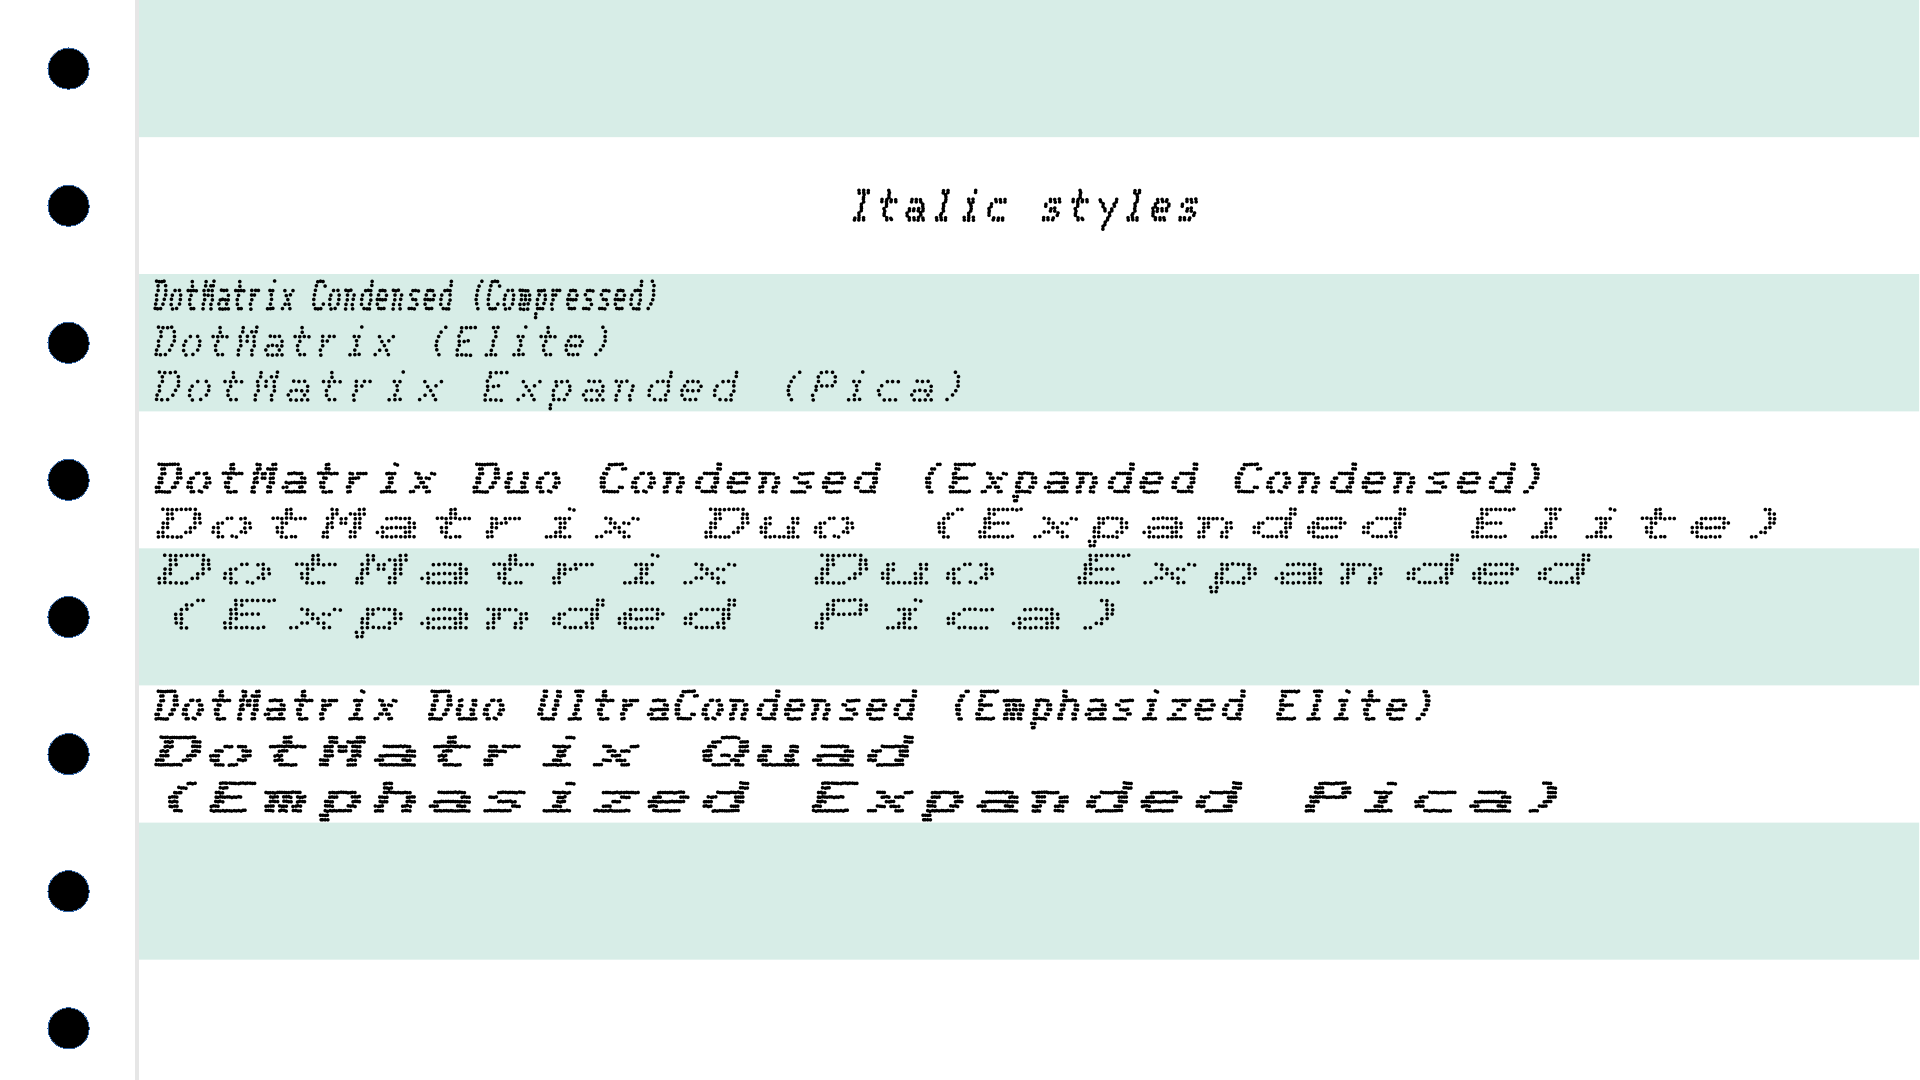 Italic styles
DotMatrix Condensed (Compressed)
DotMatrix (Elite)
DotMatrix Expanded (Pica)
DotMatrix Duo Condensed (Expanded Condensed)
DotMatrix Duo (Expanded Elite)
DotMatrix Duo Expanded
(Expanded Pica)
DotMatrix Duo UltraCondensed (Emphasized Elite)
DotMatrix Quad
(Emphasized Expanded Pica)